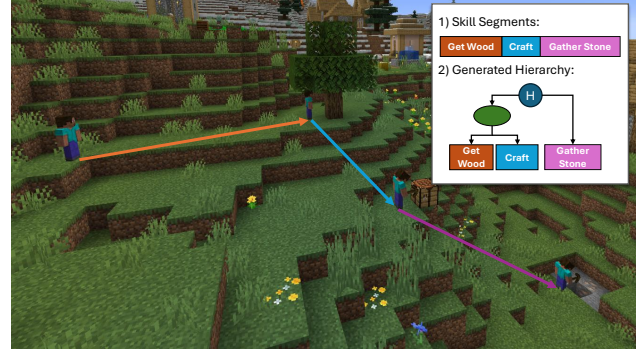 1) Skill Segments:
Get Wood Craft Gather Stone
2) Generated Hierarchy:
H
Get Wood Craft Gather Stone